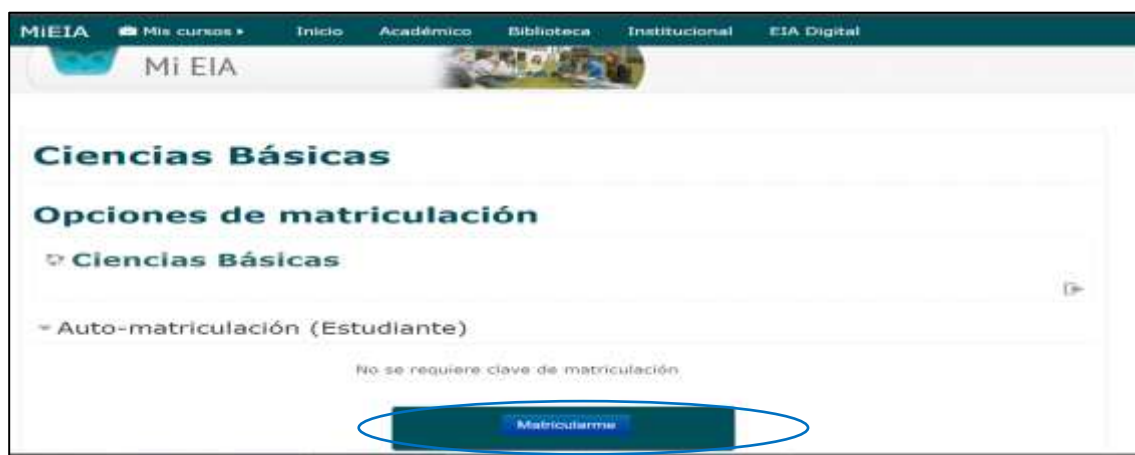 MiEIA Mis cursos Inicio Académico Biblioteca Institucional EIA Digital
Mi EIA
Ciencias Básicas
Opciones de matriculación
Ciencias Básicas
Auto-matriculación (Estudiante)
No se requiere clave de matriculación
Matricularme